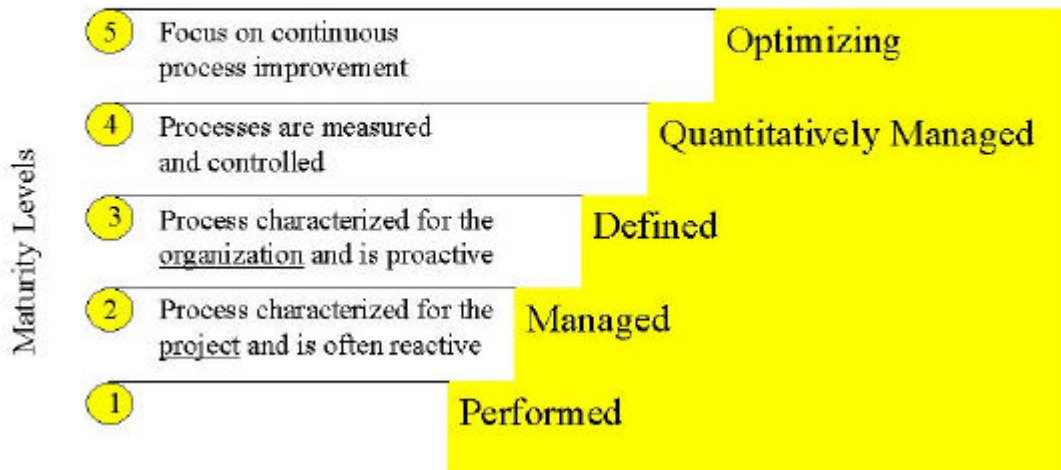 Maturity Levels
5
Focus on continuous
process improvement
Optimizing
4
Processes are measured
and controlled
Quantitatively Managed
3
Process characterized for the
organization and is proactive
Defined
2
Process characterized for the
project and is often reactive
Managed
1
Performed